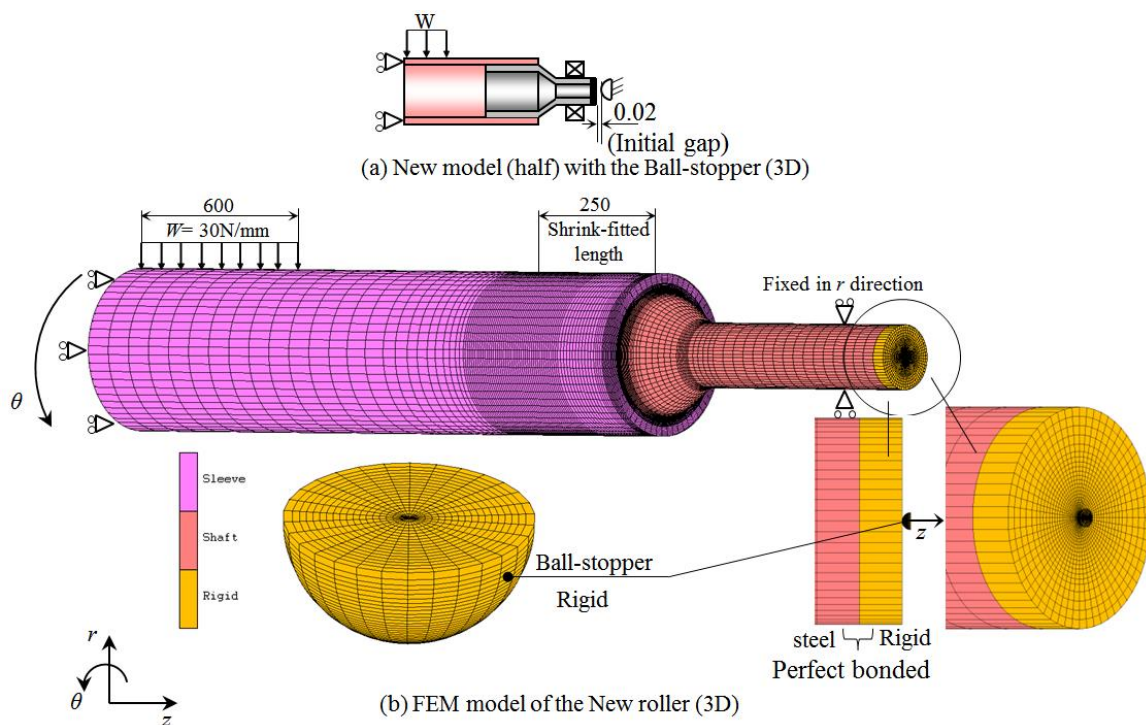 W
0.02
(Initial gap)
(a) New model (half) with the Ball-stopper (3D)
600
W= 30N/mm
250
Shrink-fitted
length
Fixed in r direction
θ
Sleeve
Shaft
Rigid
Ball-stopper
Rigid
z
steel Rigid
Perfect bonded
r
θ
z
(b) FEM model of the New roller (3D)